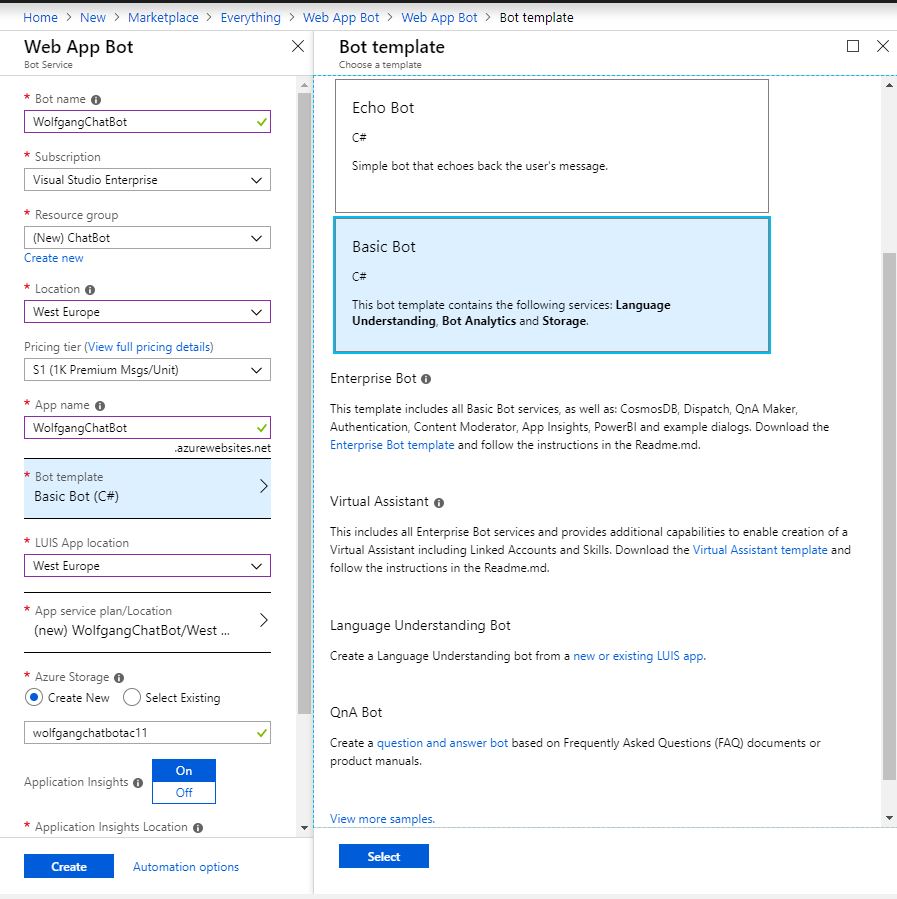 Home > New > Marketplace > Everything > Web App Bot > Web App Bot > Bot template
Web App Bot
Bot Service
* Bot name
WolfgangChatBot
* Subscription
Visual Studio Enterprise
* Resource group
(New) ChatBot
Create new
* Location
West Europe
Pricing tier (View full pricing details)
S1 (1K Premium Msgs/Unit)
* App name
WolfgangChatBot
.azurewebsites.net
* Bot template
Basic Bot (C#)
* LUIS App location
West Europe
* App service plan/Location
(new) WolfgangChatBot/West ...
* Azure Storage
Create New Select Existing
wolfgangchatbotac11
Application Insights
On
Off
* Application Insights Location
Create Automation options
Bot template
Choose a template
Echo Bot
C#
Simple bot that echoes back the user's message.
Basic Bot
C#
This bot template contains the following services: Language
Understanding, Bot Analytics and Storage.
Enterprise Bot
This template includes all Basic Bot services, as well as: CosmosDB, Dispatch, QnA Maker,
Authentication, Content Moderator, App Insights, PowerBI and example dialogs. Download the
Enterprise Bot template and follow the instructions in the Readme.md.
Virtual Assistant
This includes all Enterprise Bot services and provides additional capabilities to enable creation of a
Virtual Assistant including Linked Accounts and Skills. Download the Virtual Assistant template and
follow the instructions in the Readme.md.
Language Understanding Bot
Create a Language Understanding bot from a new or existing LUIS app.
QnA Bot
Create a question and answer bot based on Frequently Asked Questions (FAQ) documents or
product manuals.
View more samples.
Select